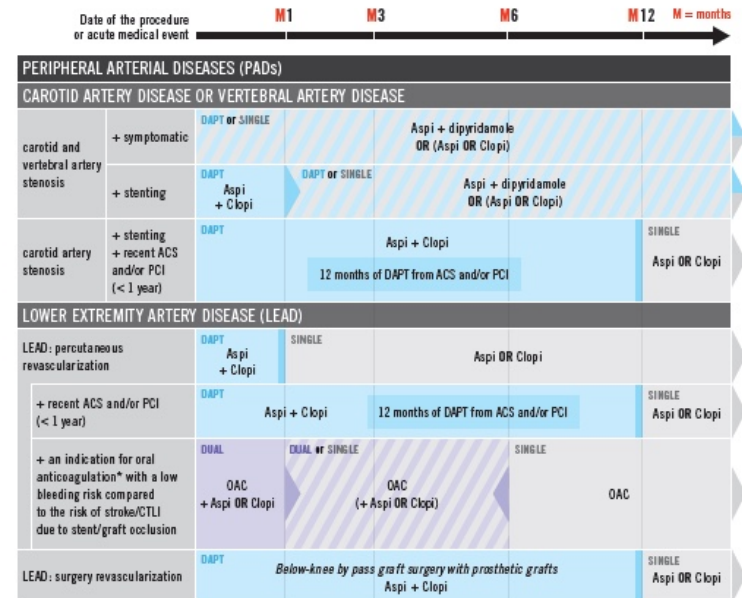 Date of the procedure
or acute medical event
M1
M3
M6
M12
M = months
PERIPHERAL ARTERIAL DISEASES (PADs)
CAROTID ARTERY DISEASE OR VERTEBRAL ARTERY DISEASE
carotid and
vertebral artery
stenosis
+ symptomatic
DAPT or SINGLE
Aspi + dipyridamole
OR (Aspi OR Clopi)
+ stenting
DAPT
Aspi
+ Clopi
DAPT or SINGLE
Aspi + dipyridamole
OR (Aspi OR Clopi)
carotid artery
stenosis
+ stenting
+ recent ACS
and/or PCI
(< 1 year)
DAPT
Aspi + Clopi
12 months of DAPT from ACS and/or PCI
SINGLE
Aspi OR Clopi
LOWER EXTREMITY ARTERY DISEASE (LEAD)
LEAD: percutaneous
revascularization
DAPT
Aspi
+ Clopi
SINGLE
Aspi OR Clopi
+ recent ACS and/or PCI
(< 1 year)
DAPT
Aspi + Clopi
12 months of DAPT from ACS and/or PCI
SINGLE
Aspi OR Clopi
+ an indication for oral
anticoagulation* with a low
bleeding risk compared
to the risk of stroke/CTLI
due to stent/graft occlusion
DUAL
OAC
+ Aspi OR Clopi
DUAL or SINGLE
OAC
(+ Aspi OR Clopi)
SINGLE
OAC
LEAD: surgery revascularization
DAPT
Below-knee by pass graft surgery with prosthetic grafts
Aspi + Clopi
SINGLE
Aspi OR Clopi